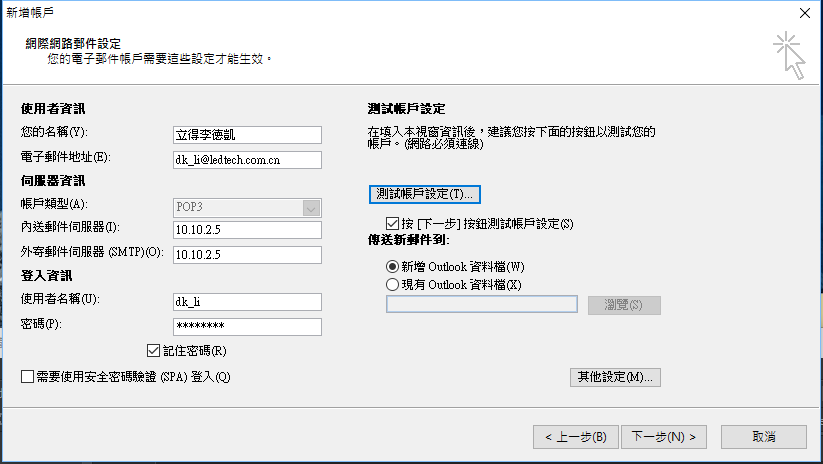 新增帳戶
網際網路郵件設定
您的電子郵件帳戶需要這些設定才能生效。
使用者資訊
您的名稱(Y):
立得李德凱
電子郵件地址(E):
dk_li@ledtech.com.cn
伺服器資訊
帳戶類型(A):
POP3
內送郵件伺服器(I):
10.10.2.5
外寄郵件伺服器 (SMTP)(O):
10.10.2.5
登入資訊
使用者名稱(U):
dk_li
密碼(P):
********
記住密碼(R)
需要使用安全密碼驗證 (SPA) 登入(Q)
測試帳戶設定
在填入本視窗資訊後，建議您按下面的按鈕以測試您的
帳戶。(網路必須連線)
測試帳戶設定(T)...
按 [下一步] 按鈕測試帳戶設定(S)
傳送新郵件到:
新增 Outlook 資料檔(W)
現有 Outlook 資料檔(X)
瀏覽(S)
其他設定(M)...
< 上一步(B)
下一步(N) >
取消